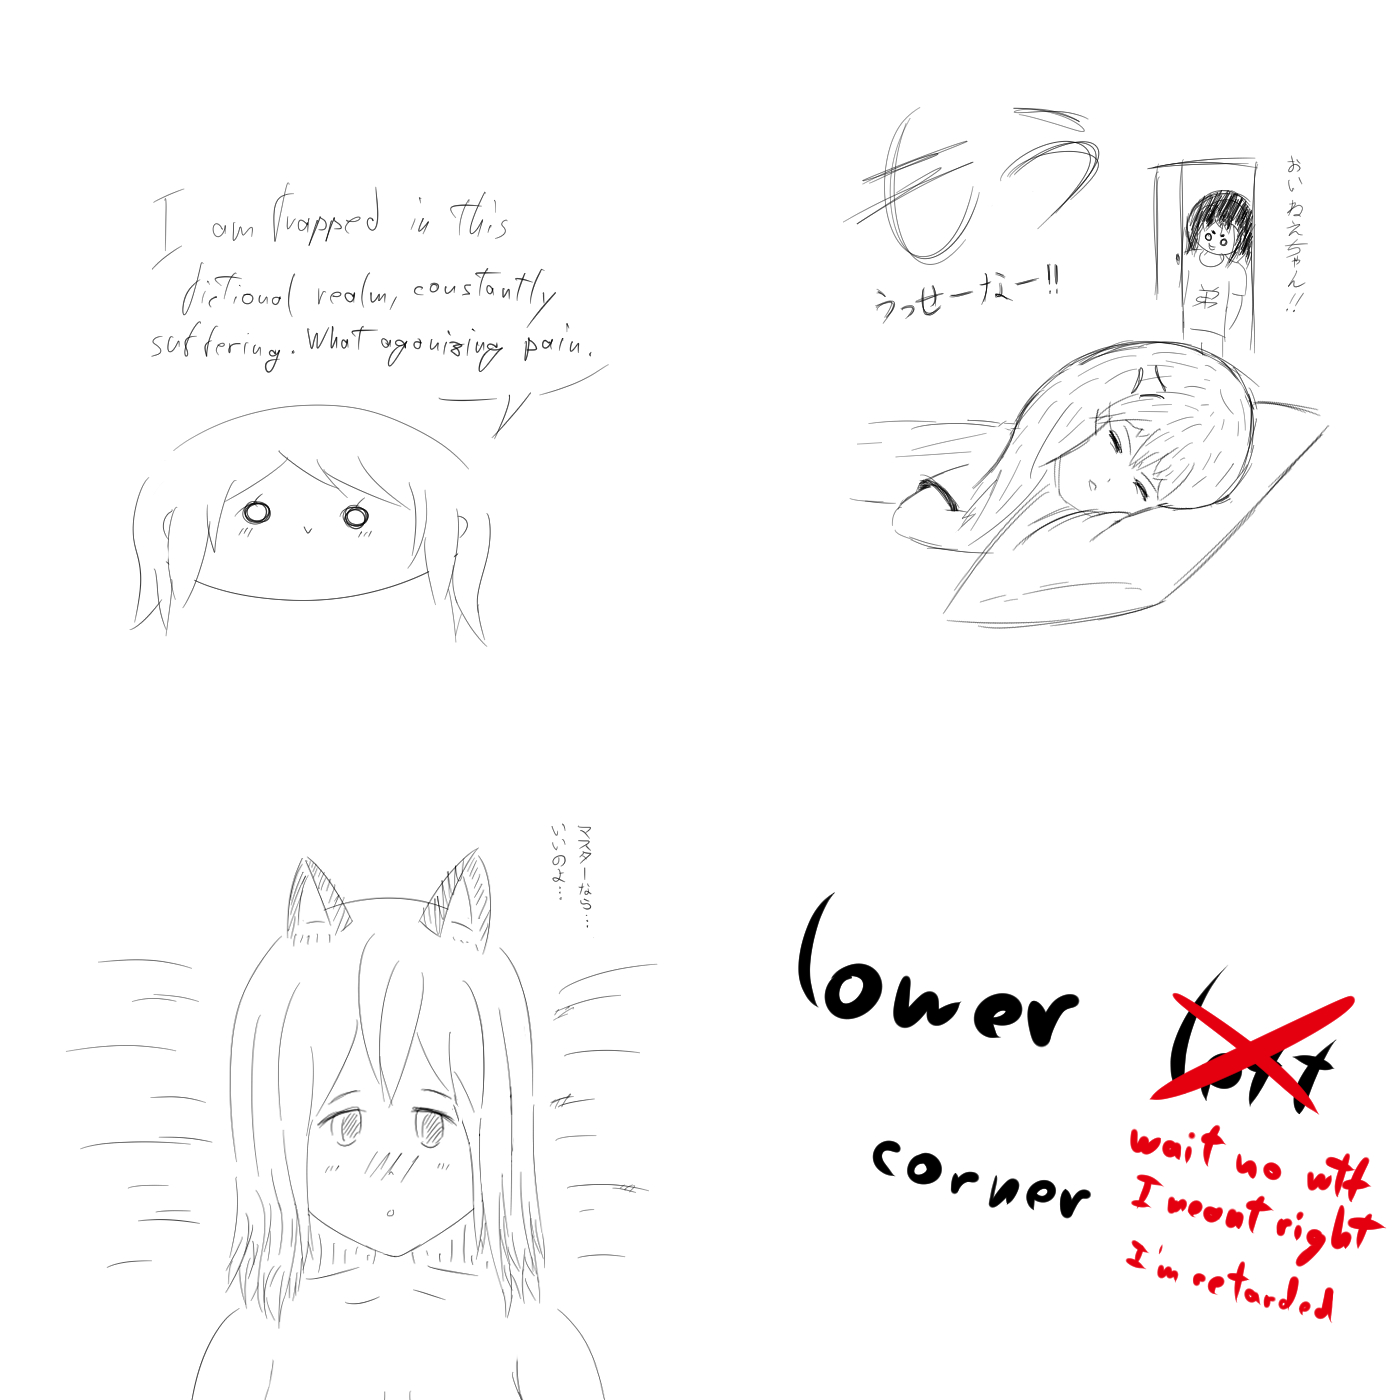 I am trapped in this
fictional realm, constantly
suffering. What agonizing pain.
もっ
うっせーなー!!
おいねえちゃん!!
弟
マスターなら…
いいのよ…
lower
left
corner
wait no wtf
I meant right
I'm retarded